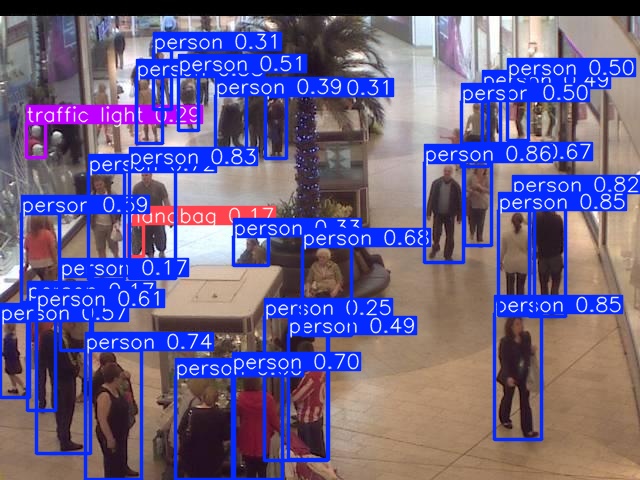 person 0.31
person 0.51
person 0.39
0.31
person 0.50
person 0.50
traffic light 0.29
person 0.83
person 0.86
0.67
person 0.82
person 0.85
person 0.59
handbag 0.17
person 0.33
person 0.68
person 0.17
person 0.61
person 0.57
person 0.25
person 0.49
person 0.85
person 0.74
person 0.70